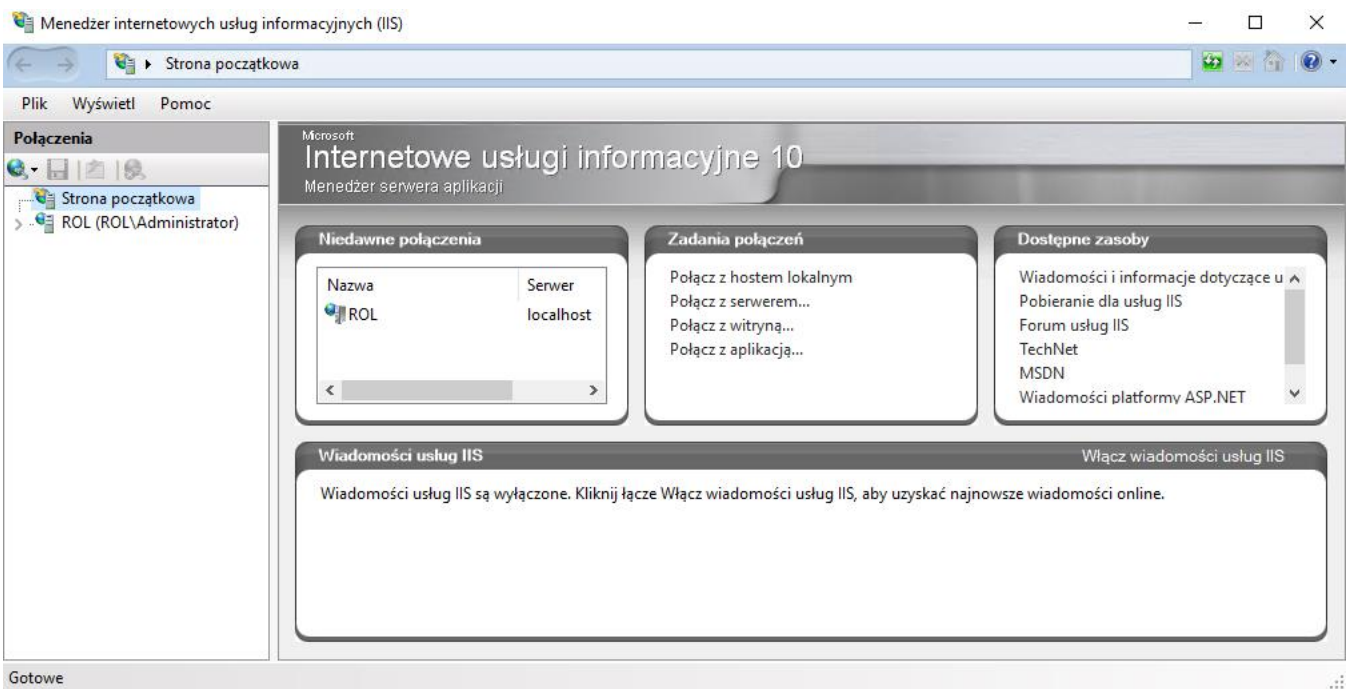 Menedżer internetowych usług informacyjnych (IIS)
Strona początkowa
Plik Wyświetl Pomoc
Połączenia
Strona początkowa
ROL (ROL\Administrator)
Microsoft
Internetowe usługi informacyjne 10
Menedżer serwera aplikacji
Niedawne połączenia
Nazwa Serwer
ROL localhost
Zadania połączeń
Połącz z hostem lokalnym
Połącz z serwerem...
Połącz z witryną...
Połącz z aplikacją...
Dostępne zasoby
Wiadomości i informacje dotyczące u
Pobieranie dla usług IIS
Forum usług IIS
TechNet
MSDN
Wiadomości platformy ASP.NET
Wiadomości usług IIS Włącz wiadomości usług IIS
Wiadomości usług IIS są wyłączone. Kliknij łącze Włącz wiadomości usług IIS, aby uzyskać najnowsze wiadomości online.
Gotowe